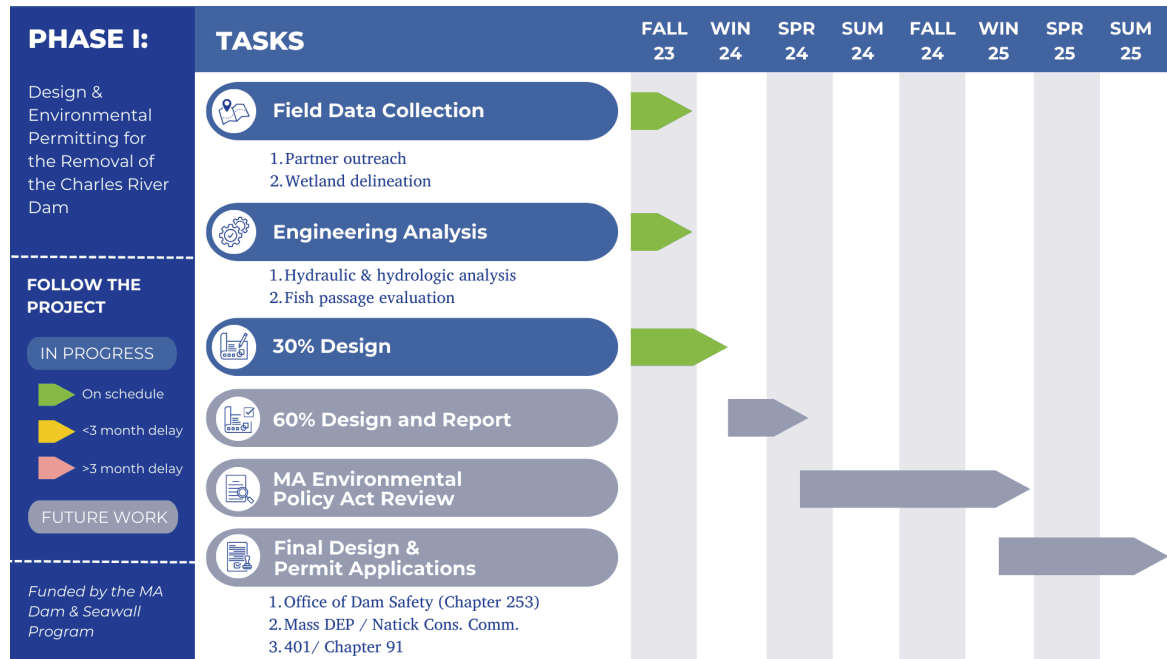 PHASE I:
Design &
Environmental
Permitting for
the Removal of
the Charles River
Dam
FOLLOW THE
PROJECT
IN PROGRESS
On schedule
<3 month delay
>3 month delay
FUTURE WORK
Funded by the MA
Dam & Seawall
Program
TASKS
FALL 23
WIN 24
SPR 24
SUM 24
FALL 24
WIN 25
SPR 25
SUM 25
Field Data Collection
1. Partner outreach
2. Wetland delineation
Engineering Analysis
1. Hydraulic & hydrologic analysis
2. Fish passage evaluation
30% Design
60% Design and Report
MA Environmental
Policy Act Review
Final Design &
Permit Applications
1. Office of Dam Safety (Chapter 253)
2. Mass DEP / Natick Cons. Comm.
3. 401/ Chapter 91